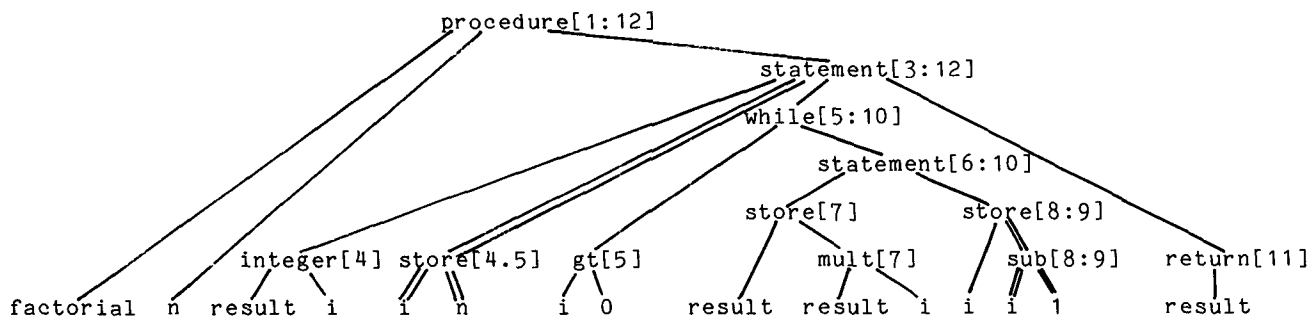 procedure[1:12]
statement[3:12]
while[5:10]
statement[6:10]
store[7] store[8:9]
integer[4] store[4.5] gt[5] mult[7] sub[8:9] return[11]
factorial n result i i n i 0 result result i i i 1 result